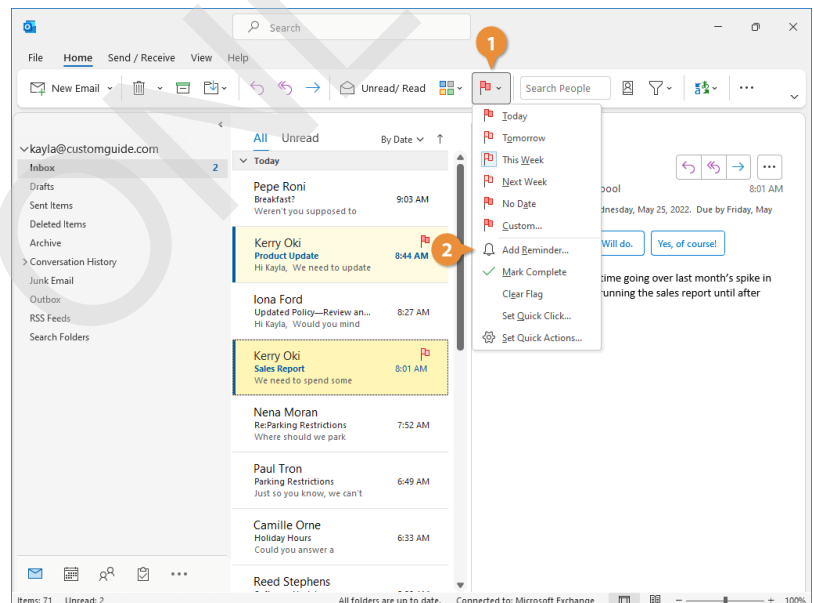 Search
1
File Home Send / Receive View Help
New Email Unread/ Read Search People
All Unread By Date
kayla@customguide.com
Inbox 2
Drafts
Sent Items
Deleted Items
Archive
Conversation History
Junk Email
Outbox
RSS Feeds
Search Folders
Today
Pepe Roni
Breakfast? 9:03 AM
Weren't you supposed to
Kerry Oki
Product Update 8:44 AM
Hi Kayla, We need to update
Iona Ford
Updated Policy—Review an... 8:27 AM
Hi Kayla, Would you mind
Kerry Oki
Sales Report 8:01 AM
We need to spend some
Nena Moran
Re:Parking Restrictions 7:52 AM
Where should we park
Paul Tron
Parking Restrictions 6:49 AM
Just so you know, we can't
Camille Orne
Holiday Hours 6:33 AM
Could you answer a
Reed Stephens
Today
Tomorrow
This Week
Next Week
No Date
Custom...
2
Add Reminder...
Mark Complete
Clear Flag
Set Quick Click...
Set Quick Actions...
pool 8:01 AM
dnesday, May 25, 2022. Due by Friday, May
Will do. Yes, of course!
time going over last month's spike in
running the sales report until after
Items: 71 Unread: 2 All folders are up to date. Connected to: Microsoft Exchange 100%